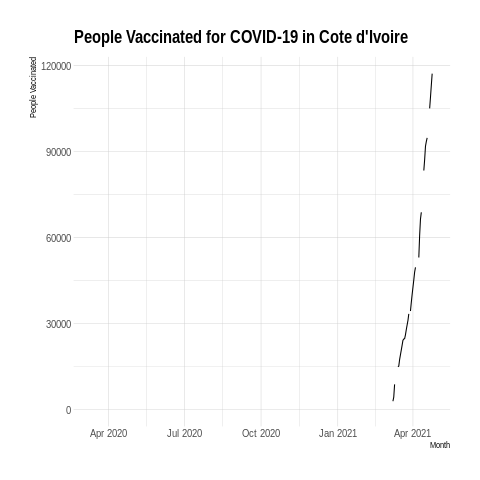 People Vaccinated for COVID-19 in Cote d'Ivoire
People Vaccinated
120000
90000
60000
30000
0
Apr 2020 Jul 2020 Oct 2020 Jan 2021 Apr 2021
Month